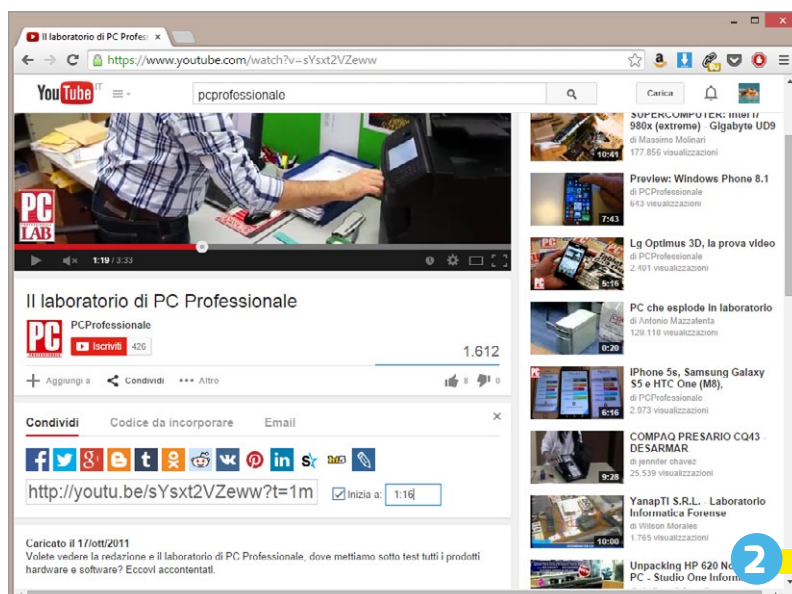 Il laboratorio di PC Profes: ×
https://www.youtube.com/watch?v=sYsxt2VZeww
You Tube IT
pcprofessionale
Carica
PC
LAB
1:19 / 3:33
Il laboratorio di PC Professionale
PC
PCProfessionale
Iscriviti 426
1.612
Aggiungi a Condividi ••• Altro
8 0
Condividi Codice da incorporare Email ×
http://youtu.be/sYsxt2VZeww?t=1m
Inizia a: 1:16
Caricato il 17/ott/2011
Volete vedere la redazione e il laboratorio di PC Professionale, dove mettiamo sotto test tutti i prodotti
hardware e software? Eccovi accontentati.
SUPERCOMPUTER: Intel i7
980x (extreme) - Gigabyte UD9
di Massimo Molinari
177.856 visualizzazioni
10:41
Preview: Windows Phone 8.1
di PCProfessionale
643 visualizzazioni
7:43
Lg Optimus 3D, la prova video
di PCProfessionale
2.401 visualizzazioni
5:16
PC che esplode in laboratorio
di Antonio Mazzatenta
129.118 visualizzazioni
0:20
IPhone 5s, Samsung Galaxy
S5 e HTC One (M8),
di PCProfessionale
2.973 visualizzazioni
6:16
COMPAQ PRESARIO CQ43 -
DESARMAR
di jennifer chavez
25.539 visualizzazioni
9:28
YanapTI S.R.L. - Laboratorio
Informatica Forense
di Wilson Morales
1.765 visualizzazioni
10:00
Unpacking HP 620 No
PC - Studio One Inform
2